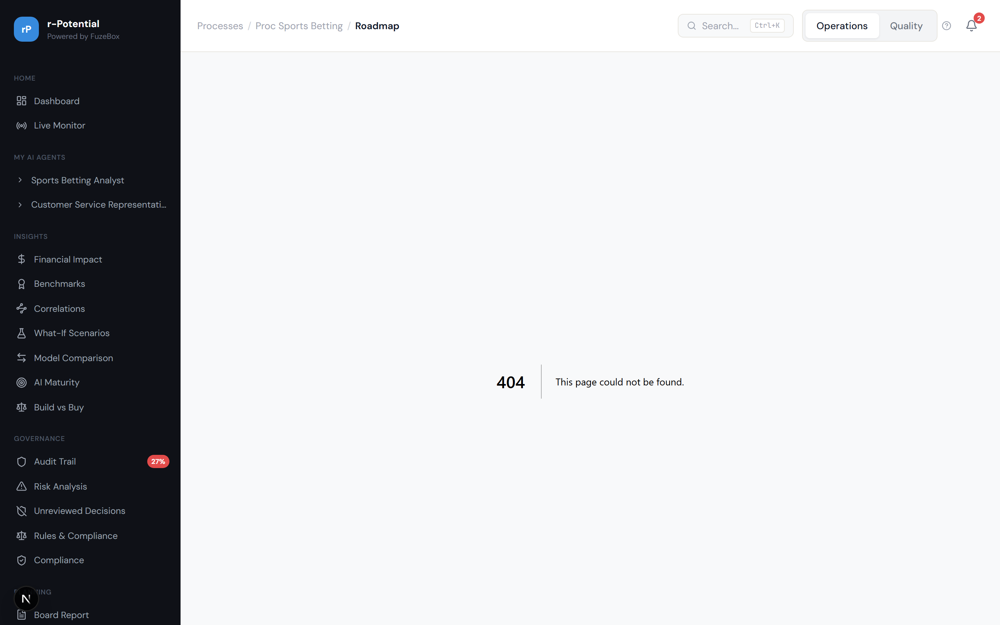 rP
r-Potential
Powered by FuzeBox
Processes / Proc Sports Betting / Roadmap
Search... Ctrl+K
Operations Quality
2
HOME
Dashboard
Live Monitor
MY AI AGENTS
Sports Betting Analyst
Customer Service Representati...
INSIGHTS
Financial Impact
Benchmarks
Correlations
What-If Scenarios
Model Comparison
AI Maturity
Build vs Buy
GOVERNANCE
Audit Trail 27%
Risk Analysis
Unreviewed Decisions
Rules & Compliance
Compliance
N
Board Report
404 This page could not be found.